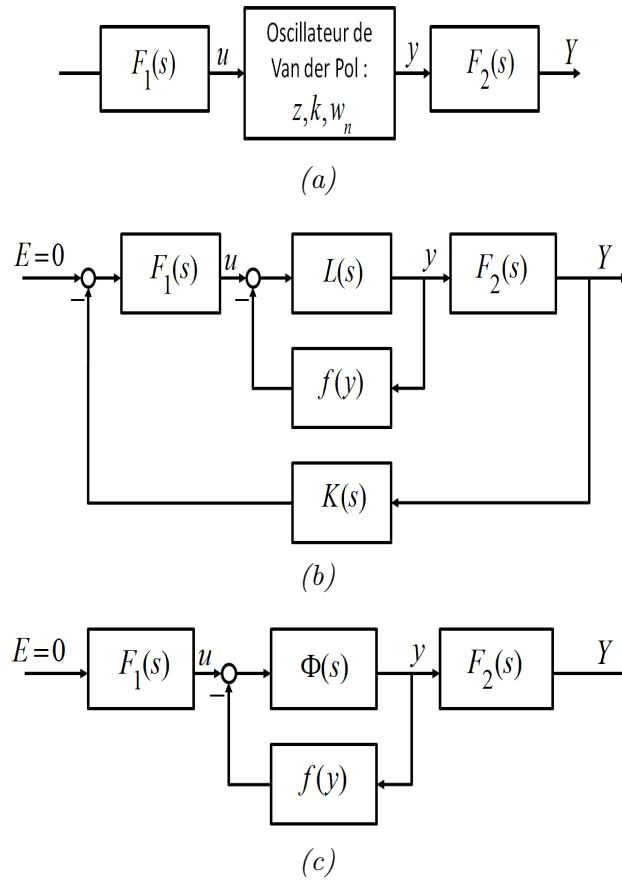 F₁(s) u Oscillateur de Van der Pol : z,k,wₙ y F₂(s) Y
(a)
E=0 F₁(s) u L(s) y F₂(s) Y
−
−
f(y)
K(s)
(b)
E=0 F₁(s) u Φ(s) y F₂(s) Y
−
f(y)
(c)